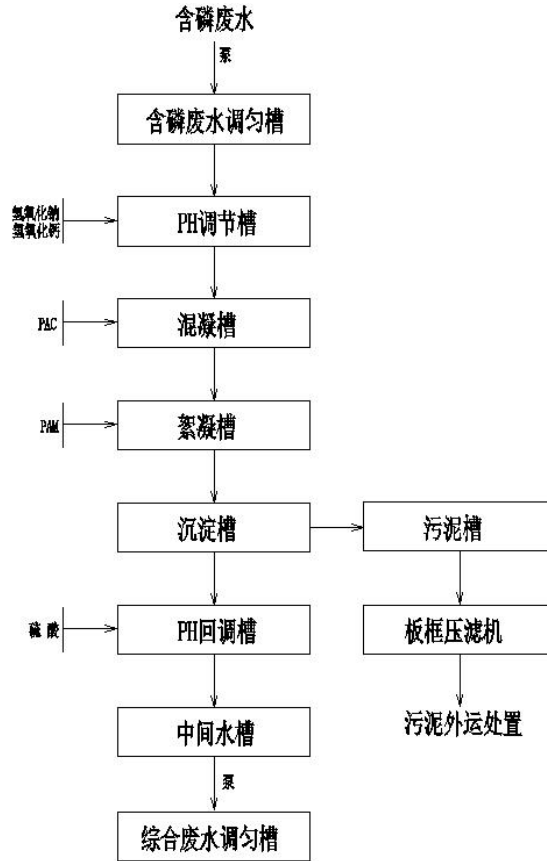 含磷废水
泵
含磷废水调匀槽
氢氧化钠
氢氧化钙
PH调节槽
PAC
混凝槽
PAM
絮凝槽
沉淀槽
污泥槽
硫 酸
PH回调槽
板框压滤机
中间水槽
污泥外运处置
泵
综合废水调匀槽